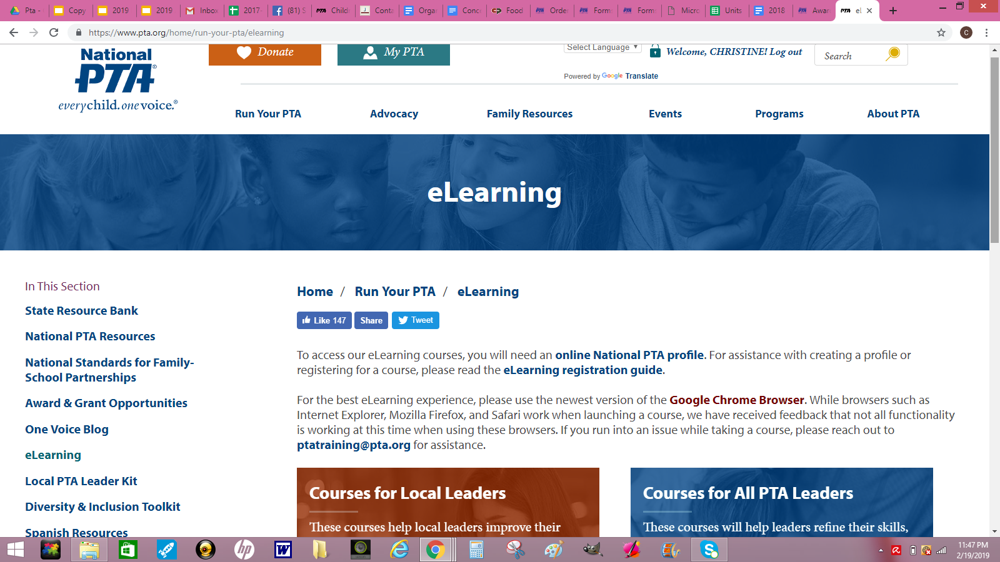 Pta -
Copy
2019
2019
Inbox
2017-
(81) S
Childr
Conta
Orga
Conc
Food
Order
Form
Form
Micro
Units
2018
Awar
eL
https://www.pta.org/home/run-your-pta/elearning
C
National
PTA®
everychild.onevoice.®
Donate
My PTA
Select Language
Powered by Google Translate
Welcome, CHRISTINE! Log out
Search
Run Your PTA
Advocacy
Family Resources
Events
Programs
About PTA
eLearning
In This Section
State Resource Bank
National PTA Resources
National Standards for Family-
School Partnerships
Award & Grant Opportunities
One Voice Blog
eLearning
Local PTA Leader Kit
Diversity & Inclusion Toolkit
Spanish Resources
Home / Run Your PTA / eLearning
Like 147
Share
Tweet
To access our eLearning courses, you will need an online National PTA profile. For assistance with creating a profile or
registering for a course, please read the eLearning registration guide.
For the best eLearning experience, please use the newest version of the Google Chrome Browser. While browsers such as
Internet Explorer, Mozilla Firefox, and Safari work when launching a course, we have received feedback that not all functionality
is working at this time when using these browsers. If you run into an issue while taking a course, please reach out to
ptatraining@pta.org for assistance.
Courses for Local Leaders
These courses help local leaders improve their
Courses for All PTA Leaders
These courses will help leaders refine their skills,
11:47 PM
2/19/2019